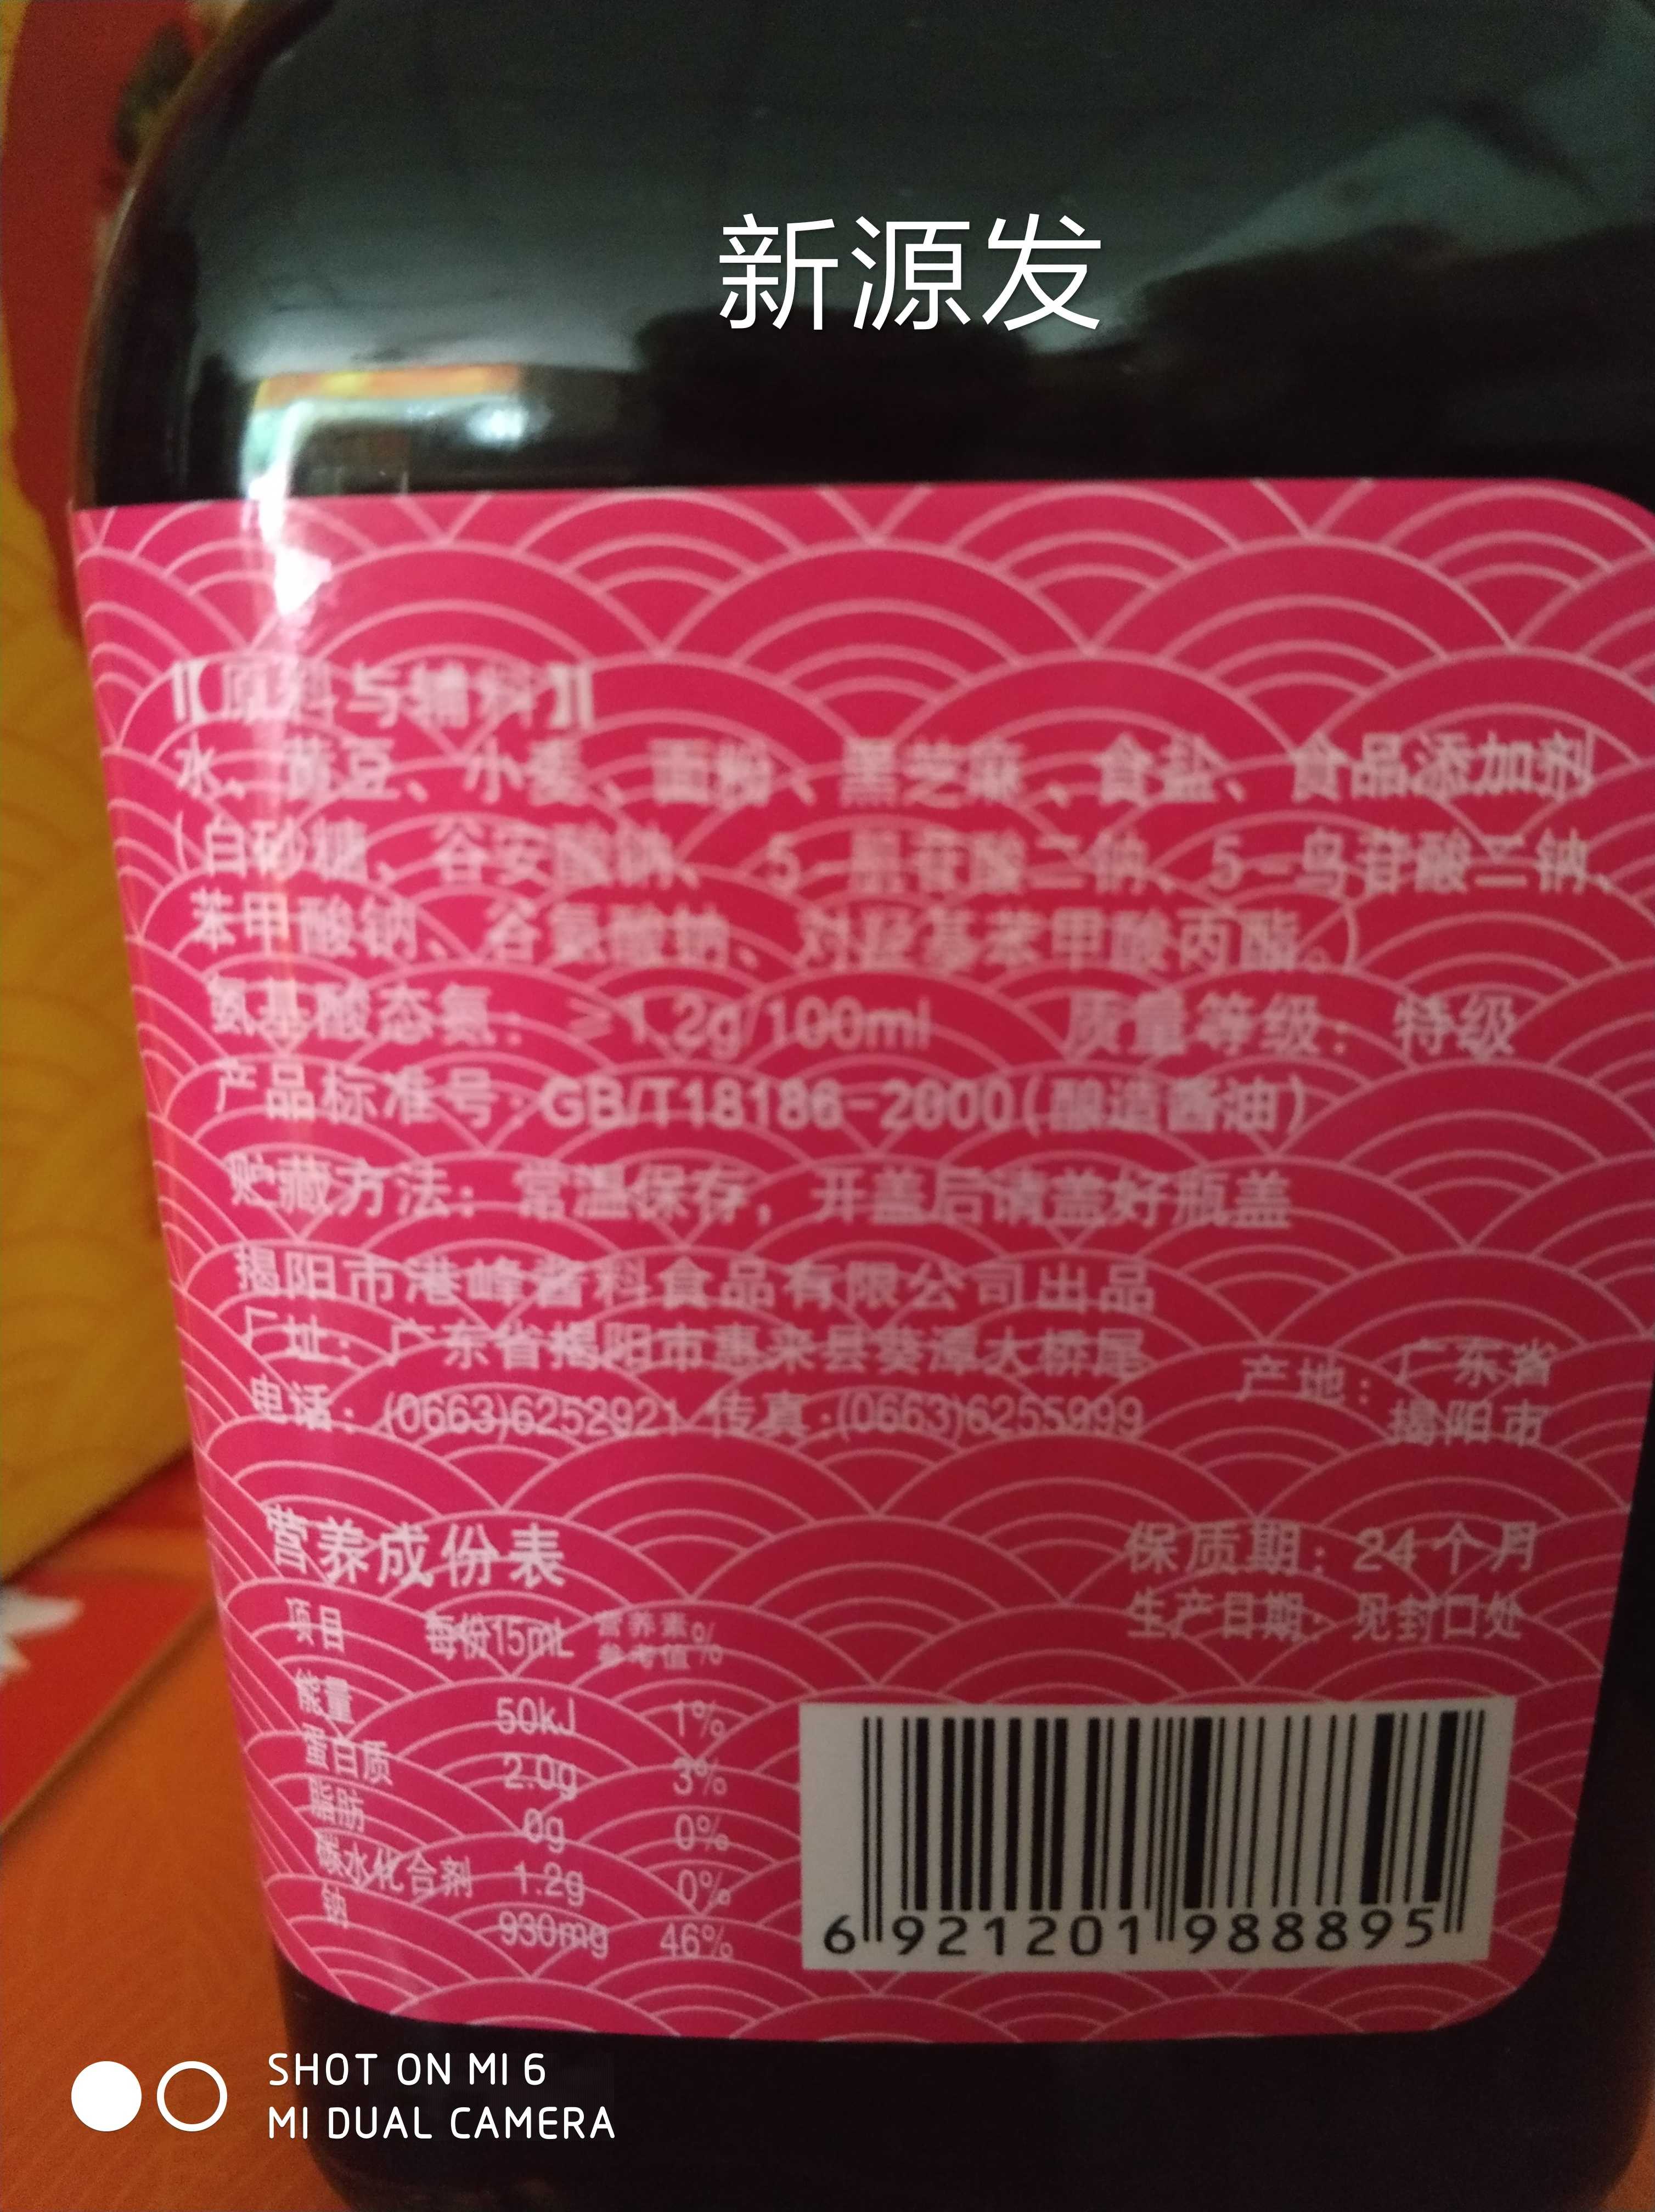 新源发
【原料与辅料】
水、黄豆、小麦、面粉、黑芝麻、食盐、食品添加剂
(白砂糖、谷安酸钠、5-肌苷酸二钠、5-鸟苷酸二钠、
苯甲酸钠、谷氨酸钠、对羟基苯甲酸丙酯。)
氨基酸态氮：≥1.2g/100ml 质量等级：特级
产品标准号：GB/T18186-2000(酿造酱油)
贮藏方法：常温保存，开盖后请盖好瓶盖
揭阳市港峰酱料食品有限公司出品
厂址：广东省揭阳市惠来县葵潭大桥尾
电话：(0663)6252921 传真:(0663)6255999
产地：广东省
揭阳市
营养成份表
保质期：24个月
生产日期：见封口处
项目 每份15mL 营养素参考值%
能量 50kJ 1%
蛋白质 2.0g 3%
脂肪 0g 0%
碳水化合剂 1.2g 0%
钠 930mg 46%
6 921201 988895
SHOT ON MI 6
MI DUAL CAMERA